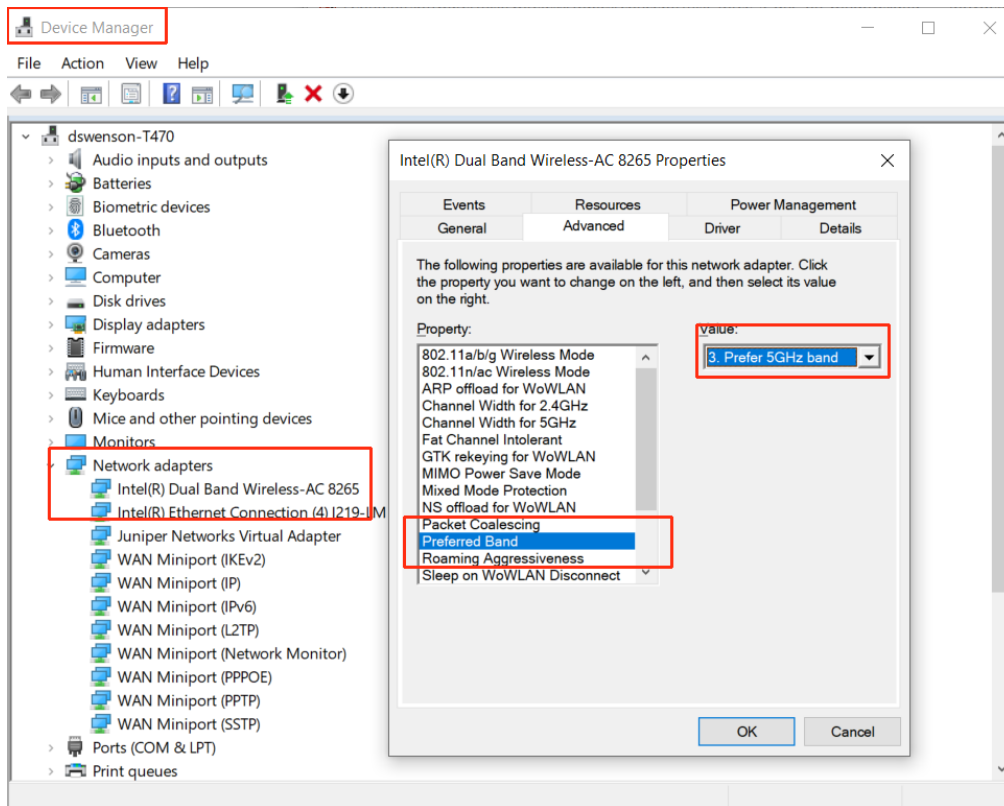 Device Manager
File Action View Help
dswenson-T470
Audio inputs and outputs
Batteries
Biometric devices
Bluetooth
Cameras
Computer
Disk drives
Display adapters
Firmware
Human Interface Devices
Keyboards
Mice and other pointing devices
Monitors
Network adapters
Intel(R) Dual Band Wireless-AC 8265
Intel(R) Ethernet Connection (4) I219-LM
Juniper Networks Virtual Adapter
WAN Miniport (IKEv2)
WAN Miniport (IP)
WAN Miniport (IPv6)
WAN Miniport (L2TP)
WAN Miniport (Network Monitor)
WAN Miniport (PPPOE)
WAN Miniport (PPTP)
WAN Miniport (SSTP)
Ports (COM & LPT)
Print queues
Intel(R) Dual Band Wireless-AC 8265 Properties
Events Resources Power Management
General Advanced Driver Details
The following properties are available for this network adapter. Click
the property you want to change on the left, and then select its value
on the right.
Property:
802.11a/b/g Wireless Mode
802.11n/ac Wireless Mode
ARP offload for WoWLAN
Channel Width for 2.4GHz
Channel Width for 5GHz
Fat Channel Intolerant
GTK rekeying for WoWLAN
MIMO Power Save Mode
Mixed Mode Protection
NS offload for WoWLAN
Packet Coalescing
Preferred Band
Roaming Aggressiveness
Sleep on WoWLAN Disconnect
Value:
3. Prefer 5GHz band
OK Cancel